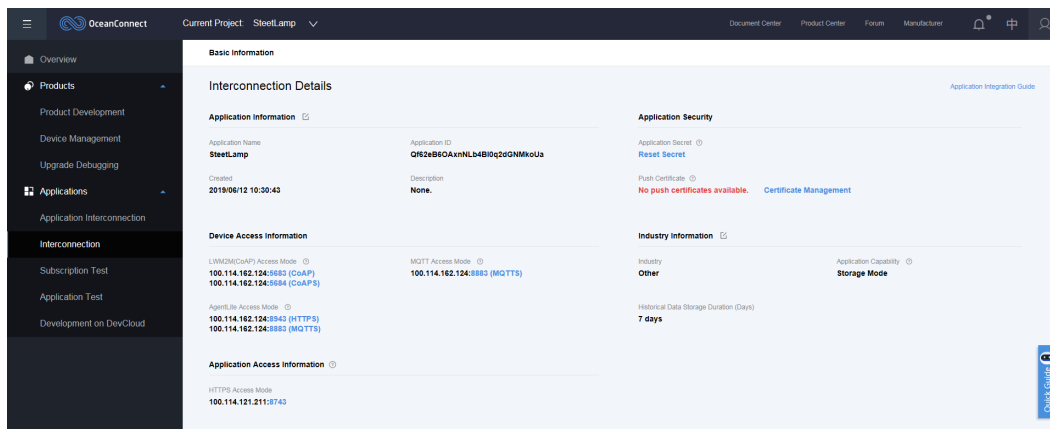 OceanConnect
Current Project: SteetLamp
Document Center
Product Center
Forum
Manufacturer
中
Overview
Products
Product Development
Device Management
Upgrade Debugging
Applications
Application Interconnection
Interconnection
Subscription Test
Application Test
Development on DevCloud
Basic Information
Interconnection Details
Application Integration Guide
Application Information
Application Name
SteetLamp
Application ID
Qf62eB6OAxnNLb4BI0q2dGNMkoUa
Created
2019/06/12 10:30:43
Description
None.
Application Security
Application Secret
Reset Secret
Push Certificate
No push certificates available. Certificate Management
Device Access Information
LWM2M(CoAP) Access Mode
100.114.162.124:5683 (CoAP)
100.114.162.124:5684 (CoAPS)
MQTT Access Mode
100.114.162.124:8883 (MQTTS)
AgentLite Access Mode
100.114.162.124:8943 (HTTPS)
100.114.162.124:8883 (MQTTS)
Industry Information
Industry
Other
Application Capability
Storage Mode
Historical Data Storage Duration (Days)
7 days
Application Access Information
HTTPS Access Mode
100.114.121.211:8743
Quick Guide